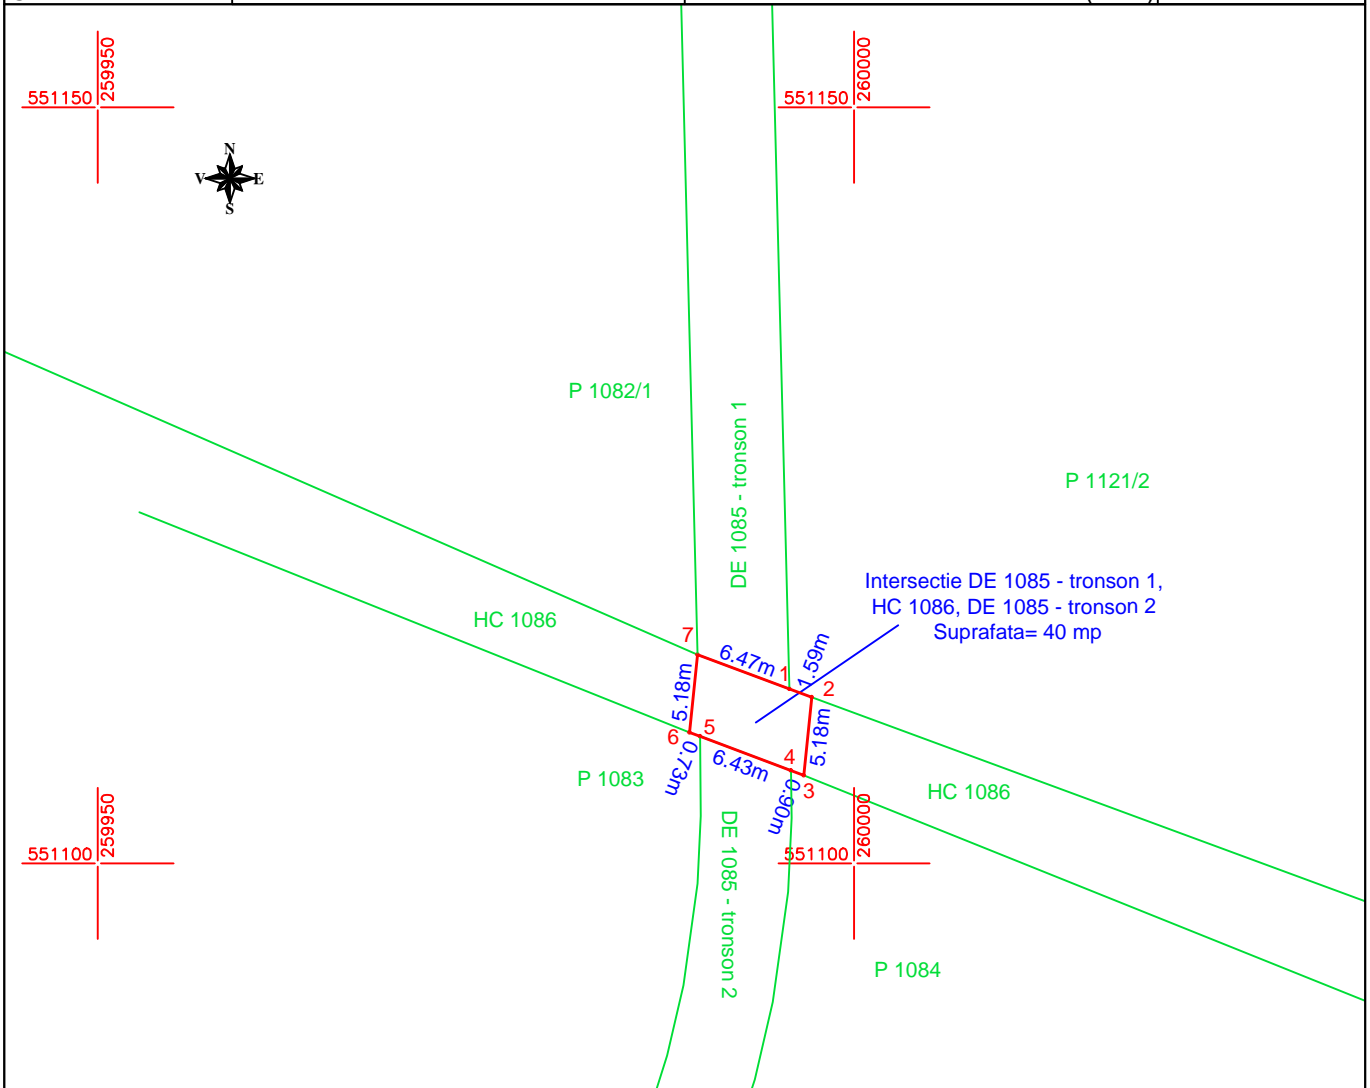 259950
551150
260000
551150
N
V E
S
P 1082/1
DE 1085 - tronson 1
P 1121/2
Intersectie DE 1085 - tronson 1,
HC 1086, DE 1085 - tronson 2
Suprafata= 40 mp
HC 1086
7
6.47m
1
1.59m
2
5.18m
5.18m
6
5
0.73m
6.43m
4
0.90m
3
P 1083
HC 1086
DE 1085 - tronson 2
259950
551100
260000
551100
P 1084